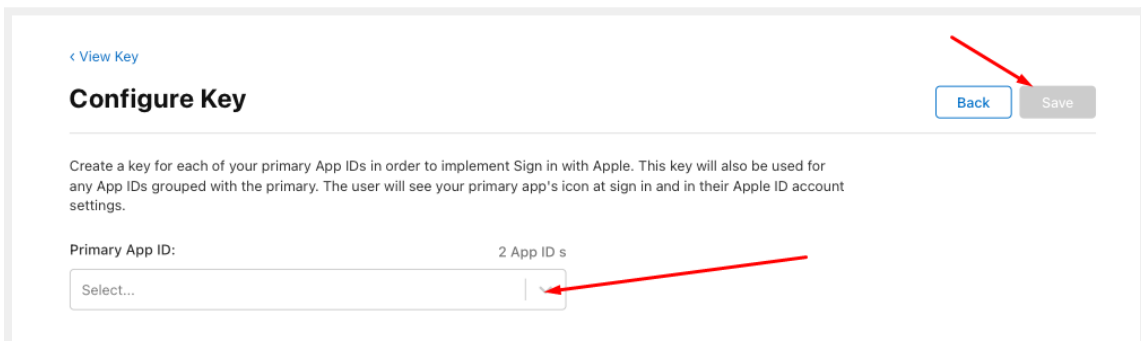 ‹ View Key
Configure Key
Back
Save
Create a key for each of your primary App IDs in order to implement Sign in with Apple. This key will also be used for
any App IDs grouped with the primary. The user will see your primary app's icon at sign in and in their Apple ID account
settings.
Primary App ID:
2 App ID s
Select...